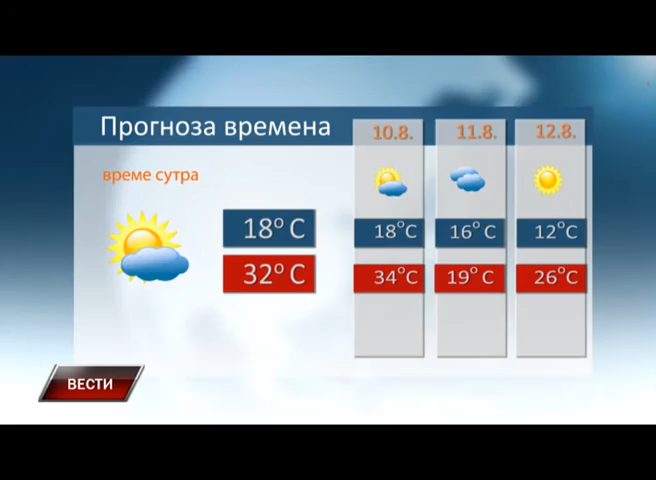 Прогноза времена
време сутра
18° C
32° C
10.8.
18°C
34°C
11.8.
16°C
19°C
12.8.
12°C
26°C
ВЕСТИ